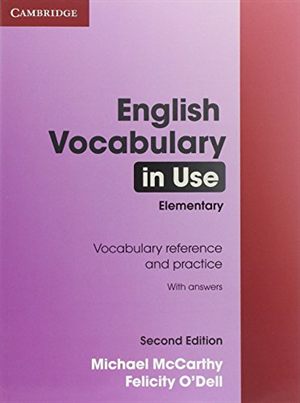 CAMBRIDGE
English
Vocabulary
in Use
Elementary
Vocabulary reference
and practice
With answers
Second Edition
Michael McCarthy
Felicity O'Dell